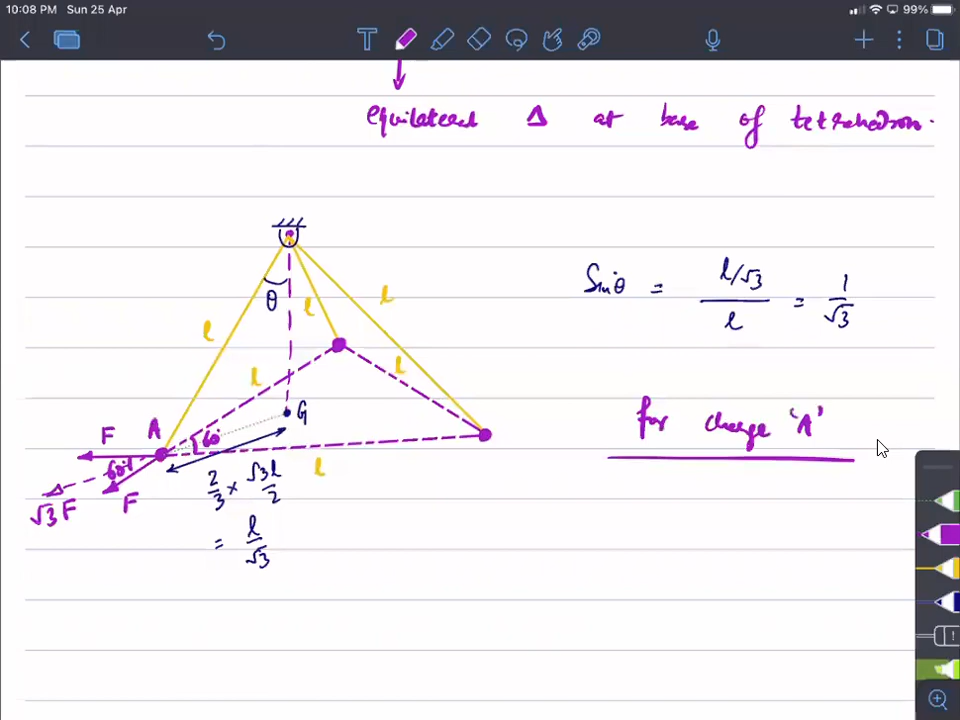 10:08 PM Sun 25 Apr
99%
equilateral Δ at base of tetrahedron.
θ
l
l
l
l
l
l
G
A
F
60°
60°
F
√3F
2/3 × √3l/2
= l/√3
Sinθ = l/√3 / l = 1/√3
for charge 'A'